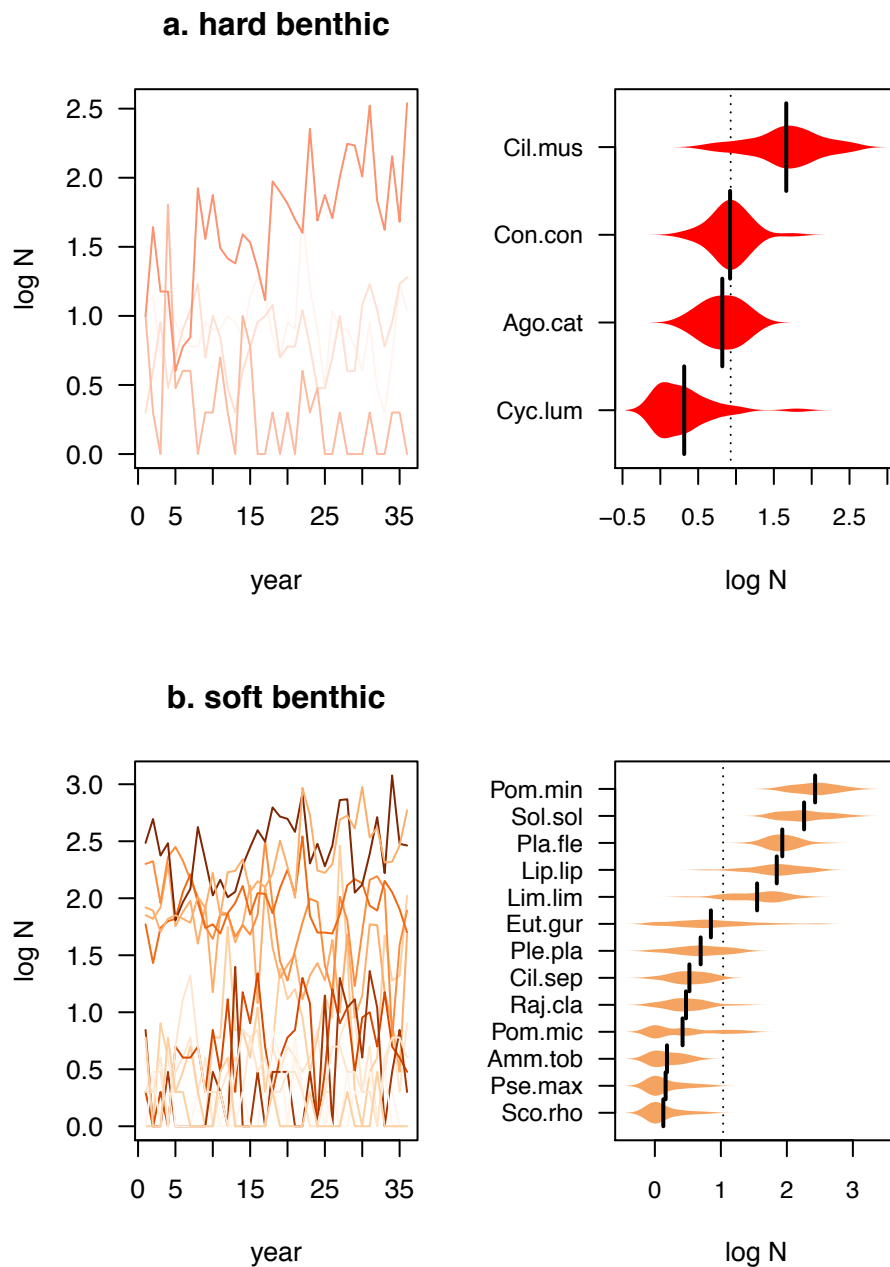 a. hard benthic
log N
2.5
2.0
1.5
1.0
0.5
0.0
0 5 15 25 35
year
Cil.mus
Con.con
Ago.cat
Cyc.lum
−0.5 0.5 1.5 2.5
log N
b. soft benthic
log N
3.0
2.5
2.0
1.5
1.0
0.5
0.0
0 5 15 25 35
year
Pom.min
Sol.sol
Pla.fle
Lip.lip
Lim.lim
Eut.gur
Ple.pla
Cil.sep
Raj.cla
Pom.mic
Amm.tob
Pse.max
Sco.rho
0 1 2 3
log N